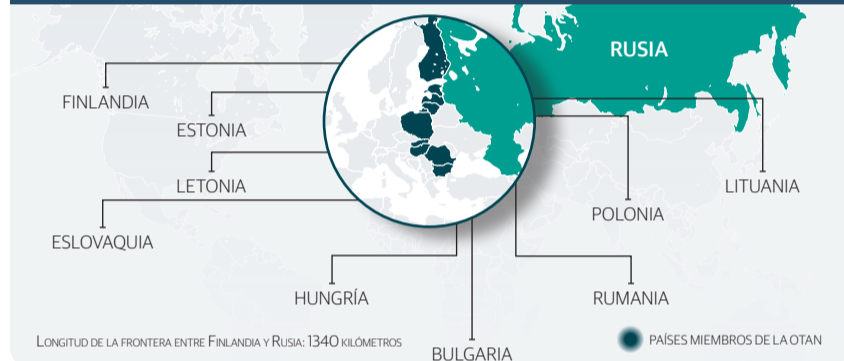 RUSIA
FINLANDIA
ESTONIA
LETONIA
LITUANIA
POLONIA
ESLOVAQUIA
HUNGRÍA
RUMANIA
LONGITUD DE LA FRONTERA ENTRE FINLANDIA Y RUSIA: 1340 KILÓMETROS
PAÍSES MIEMBROS DE LA OTAN
BULGARIA